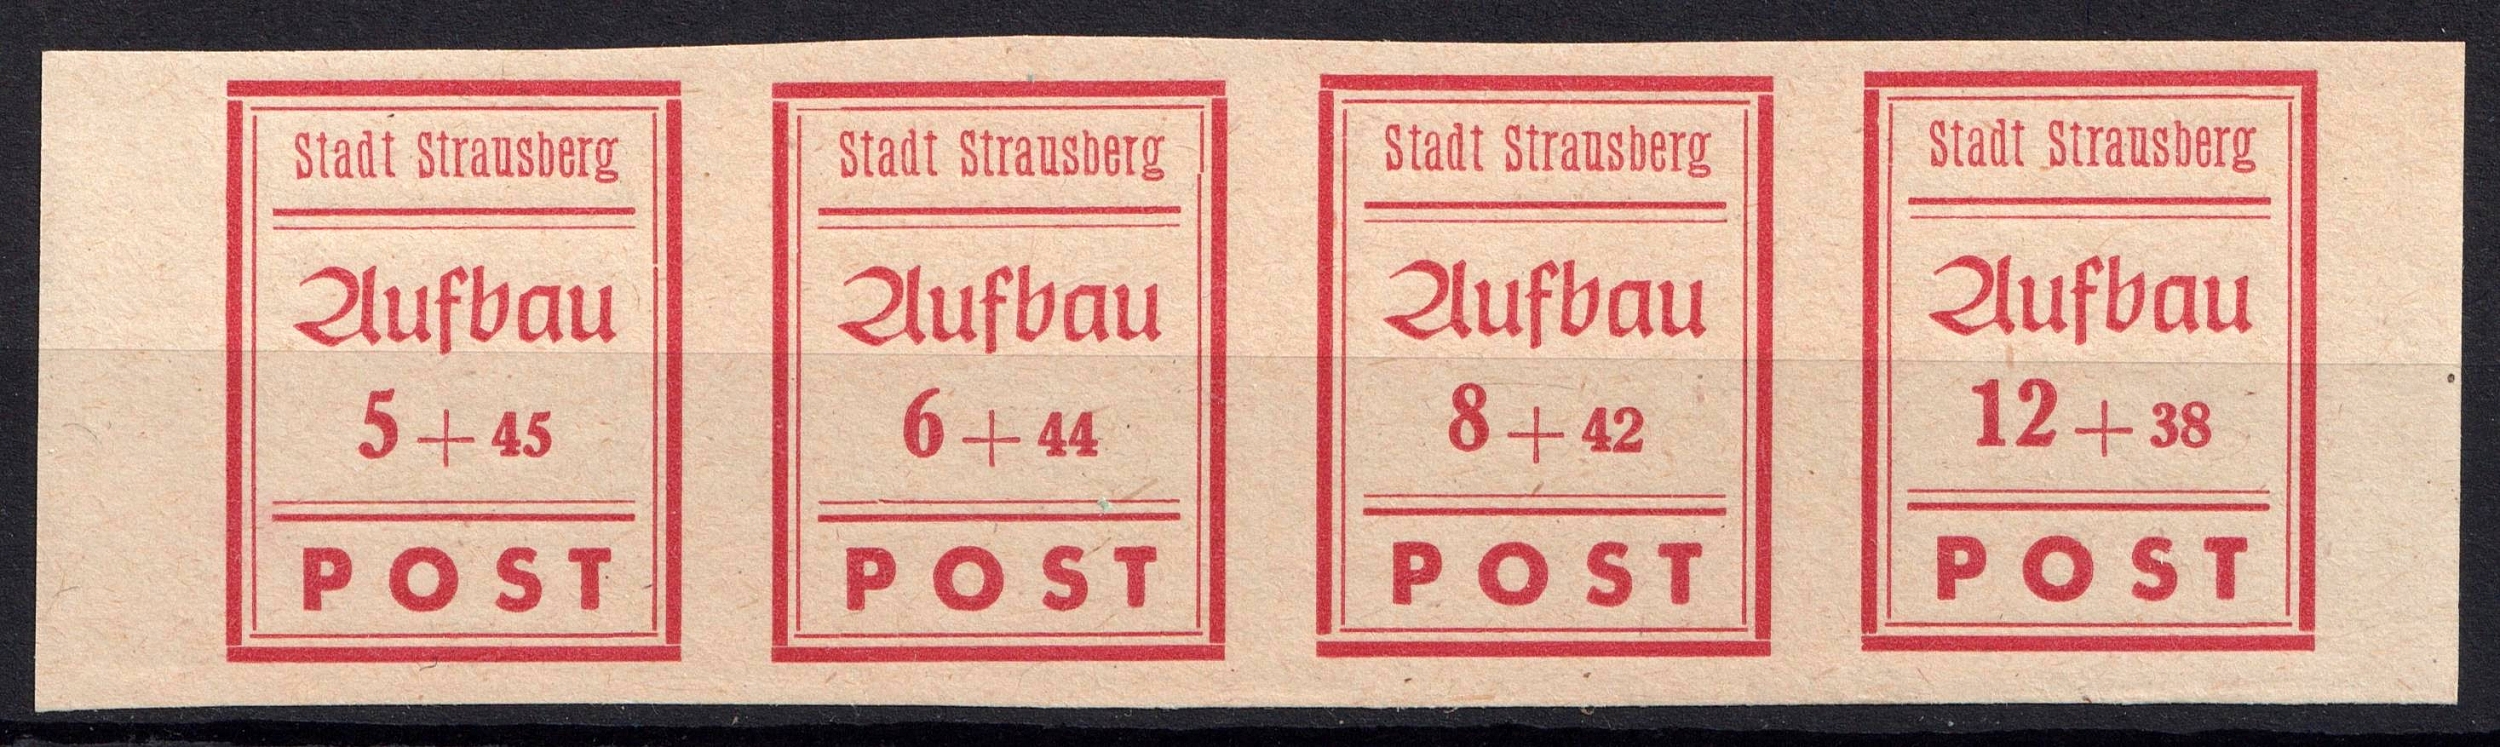 Stadt Strausberg
Aufbau
5 + 45
POST
Stadt Strausberg
Aufbau
6 + 44
POST
Stadt Strausberg
Aufbau
8 + 42
POST
Stadt Strausberg
Aufbau
12 + 38
POST